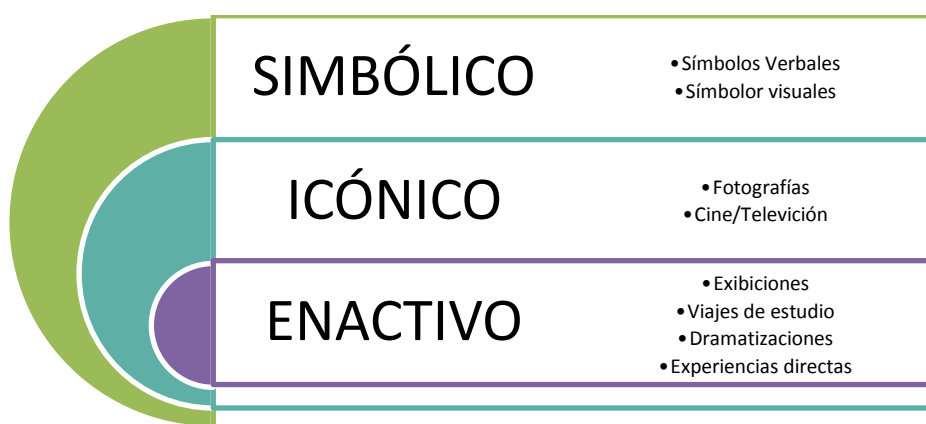 SIMBÓLICO
•Símbolos Verbales
•Símbolor visuales
ICÓNICO
•Fotografías
•Cine/Televición
ENACTIVO
•Exibiciones
•Viajes de estudio
•Dramatizaciones
•Experiencias directas